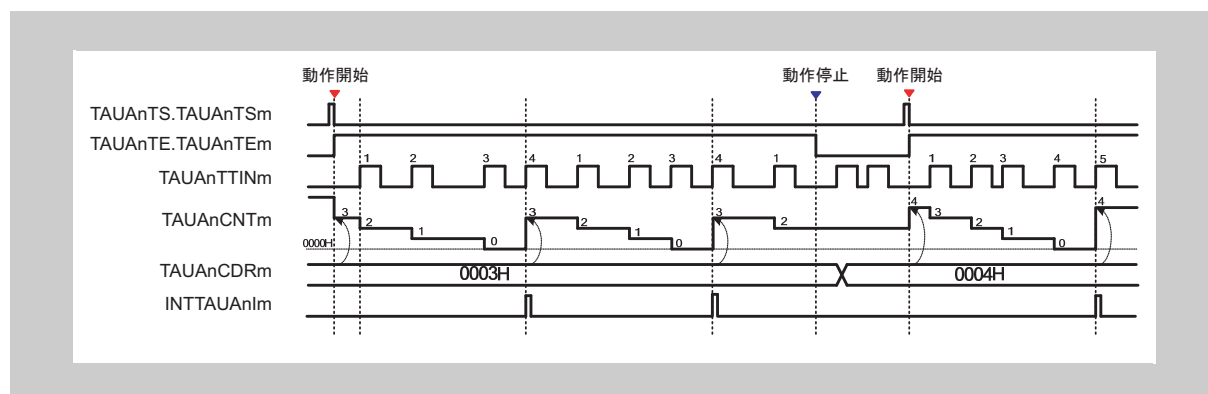 動作開始 動作停止 動作開始
TAUAnTS.TAUAnTSm
TAUAnTE.TAUAnTEm
1 2 3 4 1 2 3 4 1 1 2 3 4 5
TAUAnTTINm
TAUAnCNTm
3 2 1 0 3 2 1 0 3 2 4 3 2 1 0 4
0000H
TAUAnCDRm 0003H 0004H
INTTAUAnIm